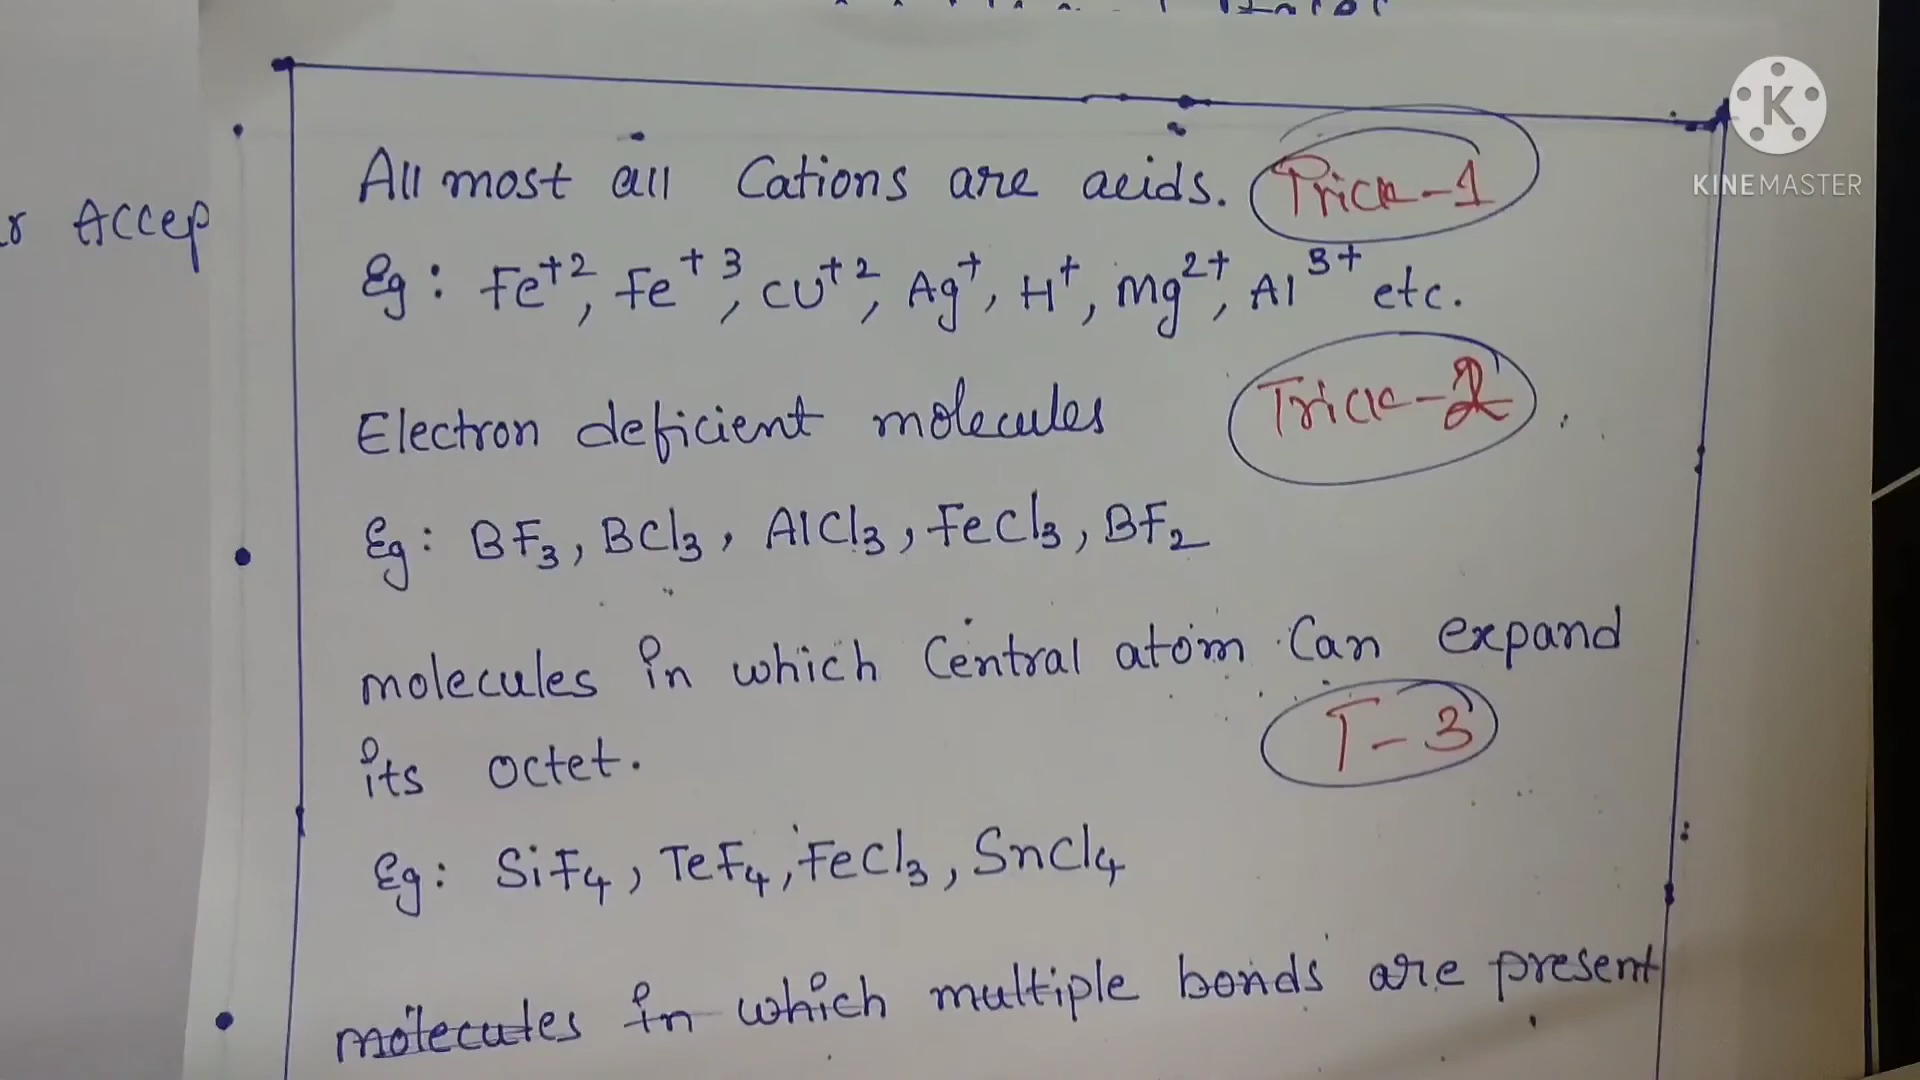 All most all Cations are acids. Trick-1
KINEMASTER
r Accep
Eg: Fe⁺², Fe⁺³, Cu⁺², Ag⁺, H⁺, Mg²⁺, Al³⁺ etc.
Electron deficient molecules Trick-2
Eg: BF₃, BCl₃, AlCl₃, FeCl₃, BF₂
molecules in which Central atom Can expand
its octet. T-3
Eg: SiF₄, TeF₄, FeCl₃, SnCl₄
molecules in which multiple bonds are present